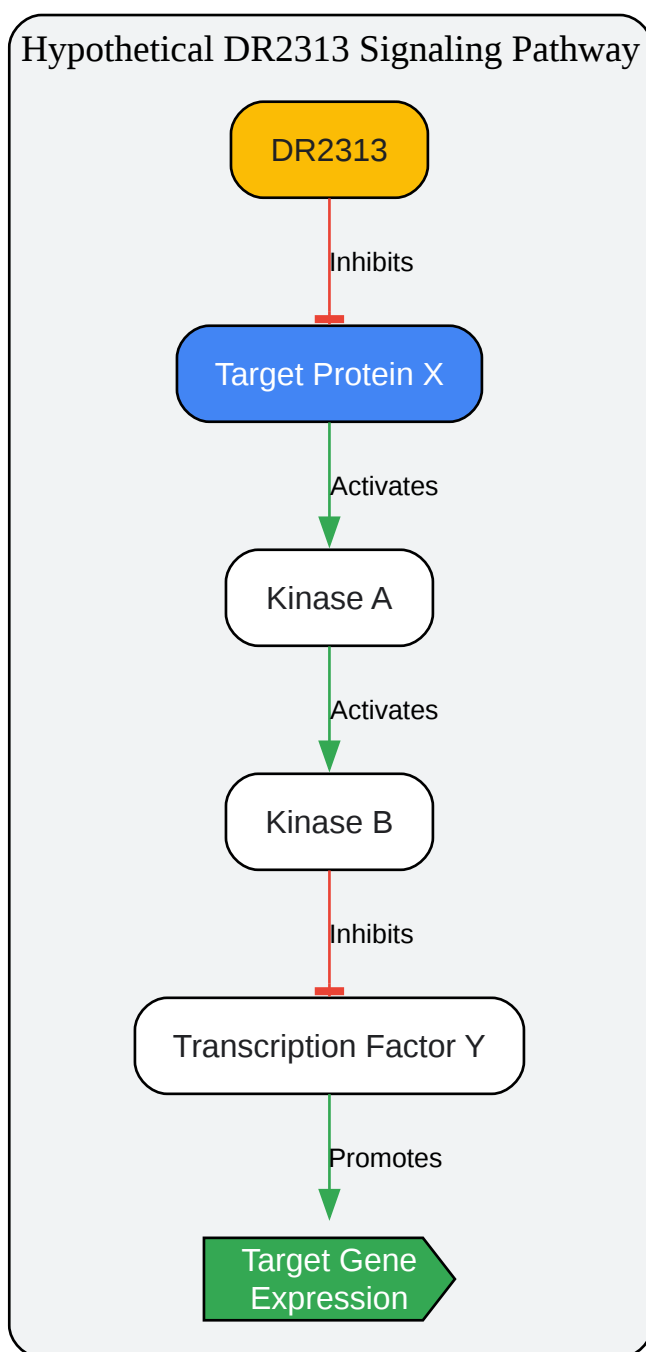 Hypothetical DR2313 Signaling Pathway
DR2313
Inhibits
Target Protein X
Activates
Kinase A
Activates
Kinase B
Inhibits
Transcription Factor Y
Promotes
Target Gene
Expression